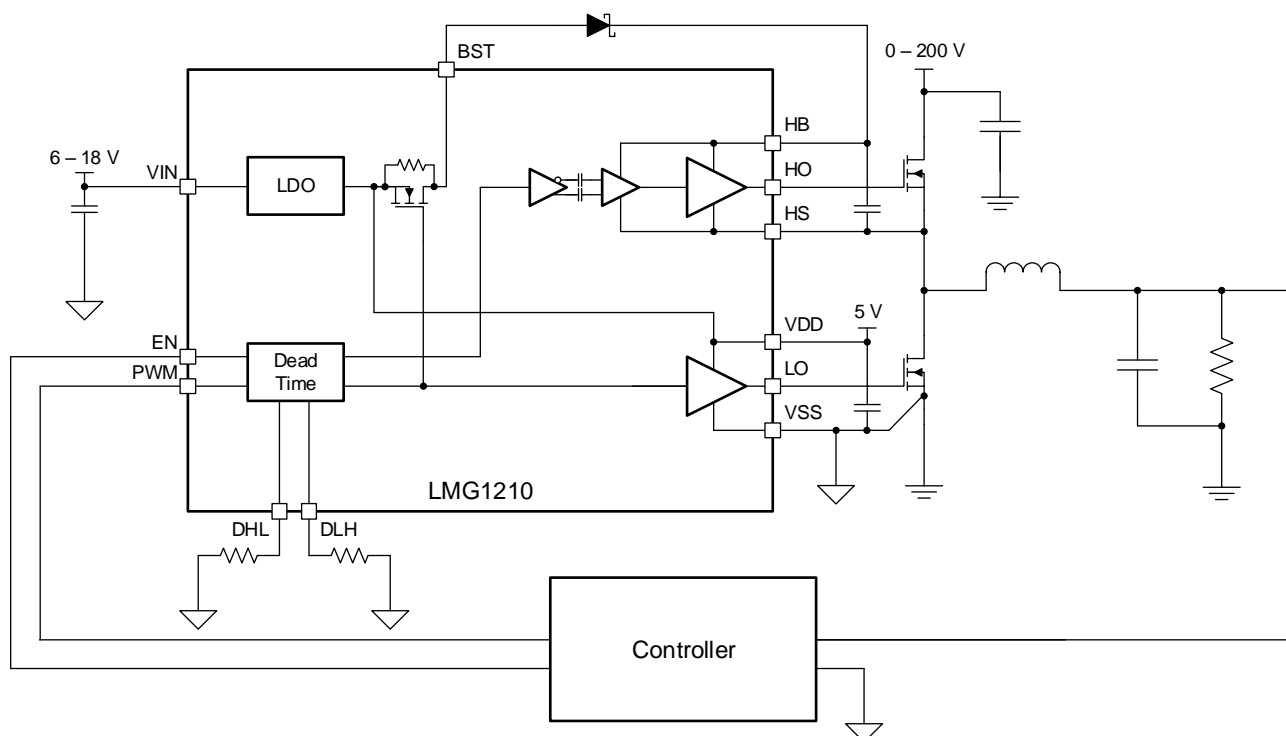 BST
0 – 200 V
HB
6 – 18 V
VIN
LDO
HO
HS
5 V
VDD
EN
PWM
Dead
Time
LO
VSS
LMG1210
DHL
DLH
Controller